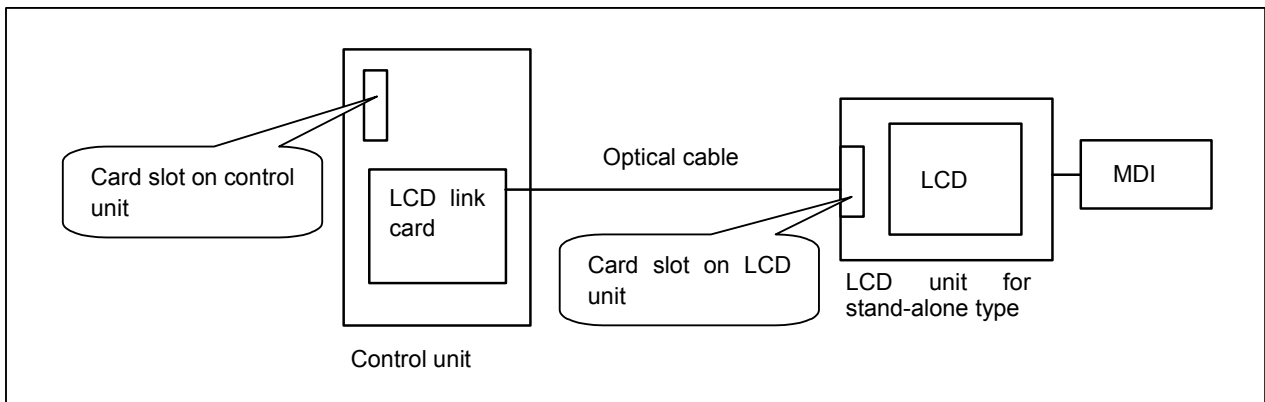 Card slot on control
unit
LCD link
card
Control unit
Optical cable
Card slot on LCD
unit
LCD
LCD unit for
stand-alone type
MDI